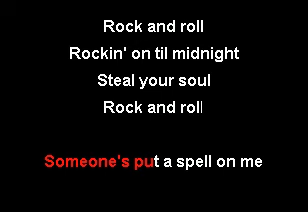 Rock and roll
Rockin' on til midnight
Steal your soul
Rock and roll
Someone's put a spell on me